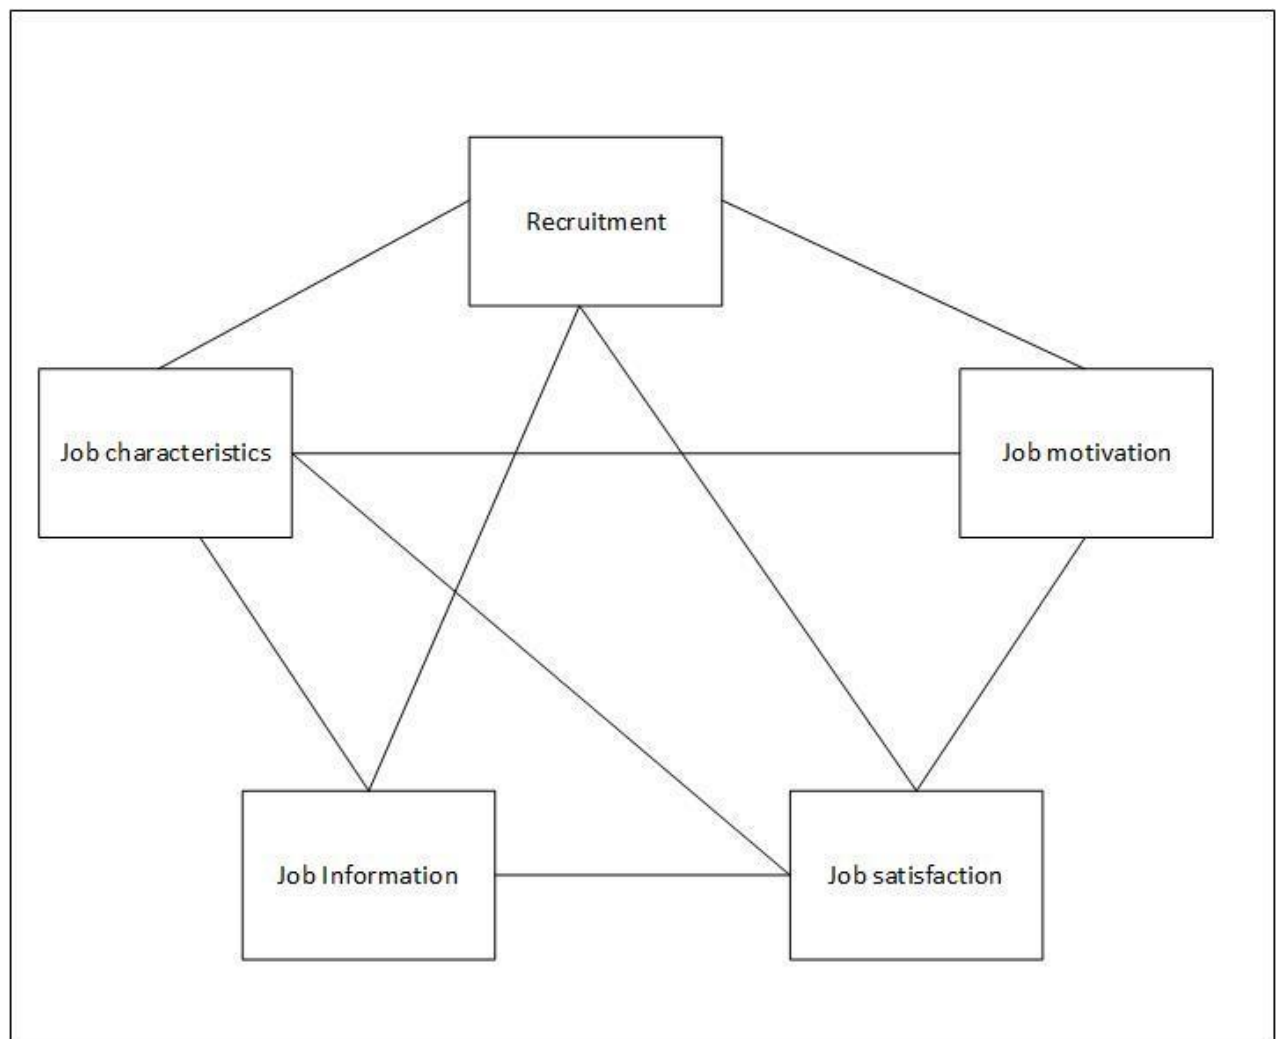 Recruitment
Job characteristics
Job motivation
Job Information
Job satisfaction